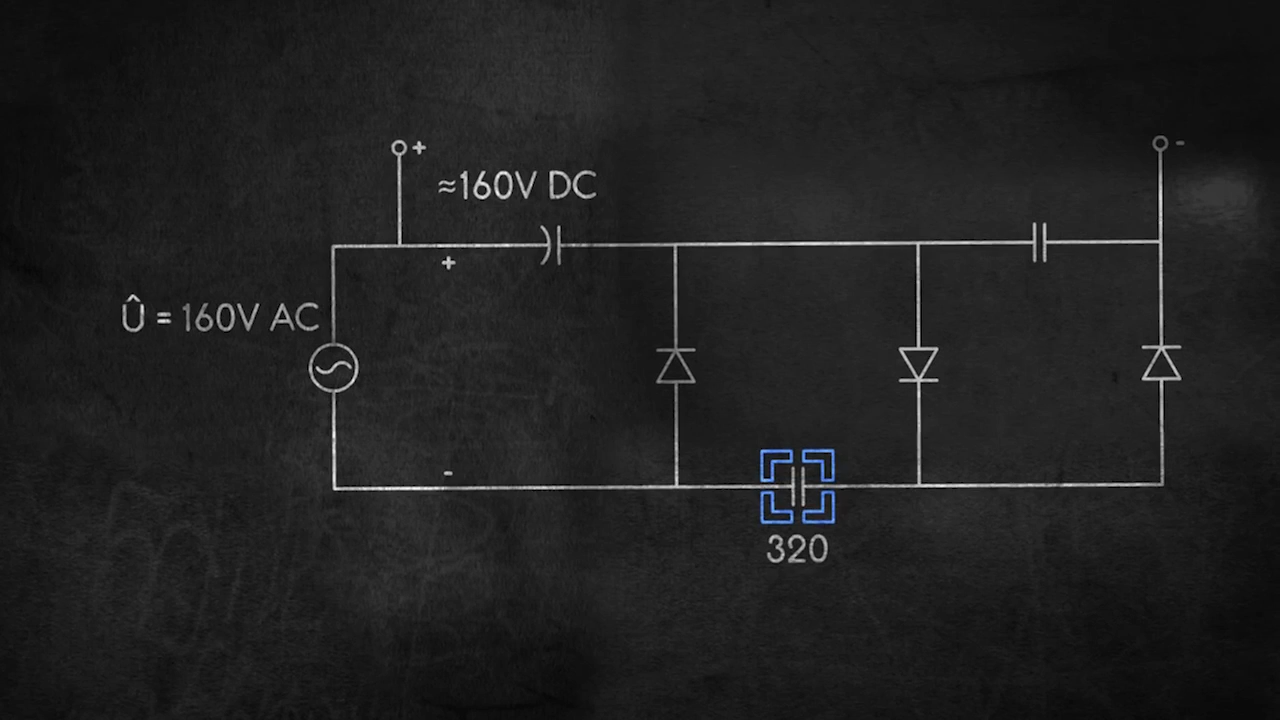 +
-
≈160V DC
+
Û = 160V AC
-
320